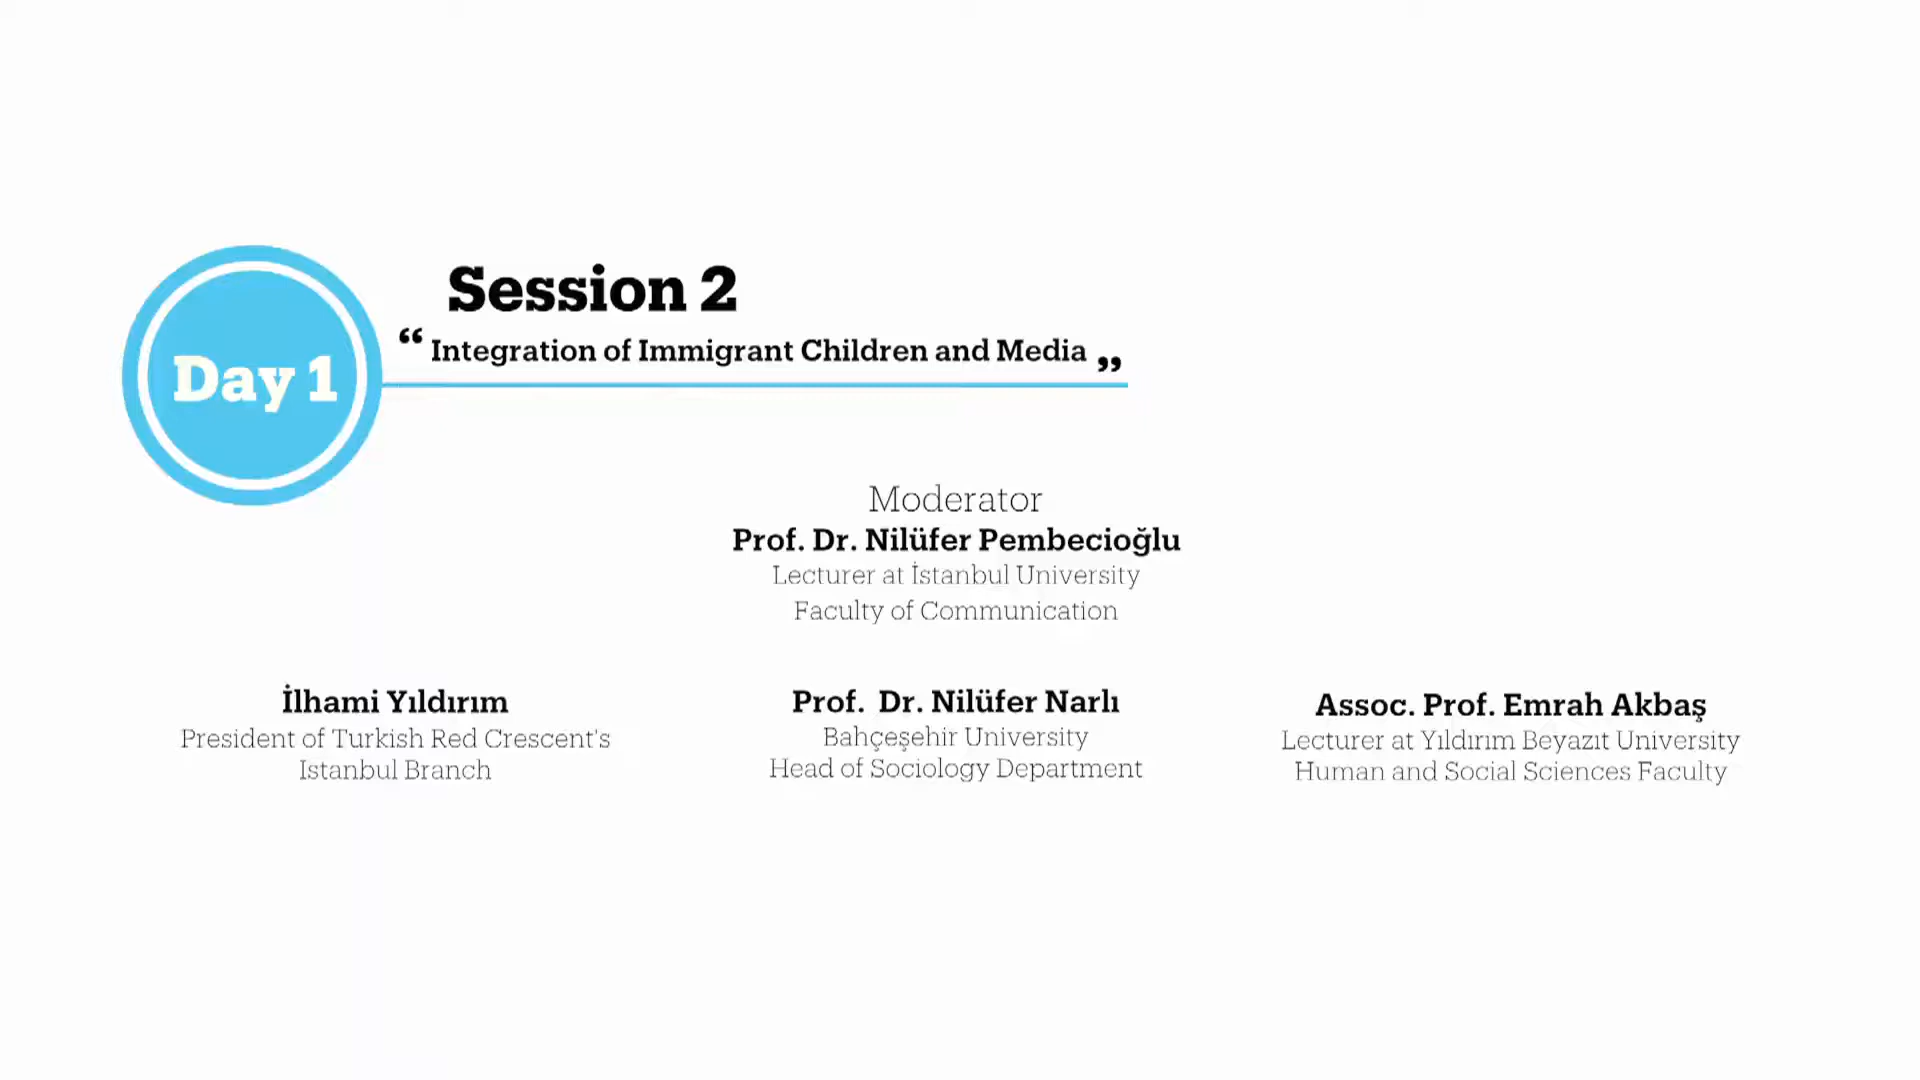 Day 1
Session 2
“ Integration of Immigrant Children and Media ”
Moderator
Prof. Dr. Nilüfer Pembecioğlu
Lecturer at İstanbul University
Faculty of Communication
İlhami Yıldırım
President of Turkish Red Crescent's
Istanbul Branch
Prof. Dr. Nilüfer Narlı
Bahçeşehir University
Head of Sociology Department
Assoc. Prof. Emrah Akbaş
Lecturer at Yıldırım Beyazıt University
Human and Social Sciences Faculty